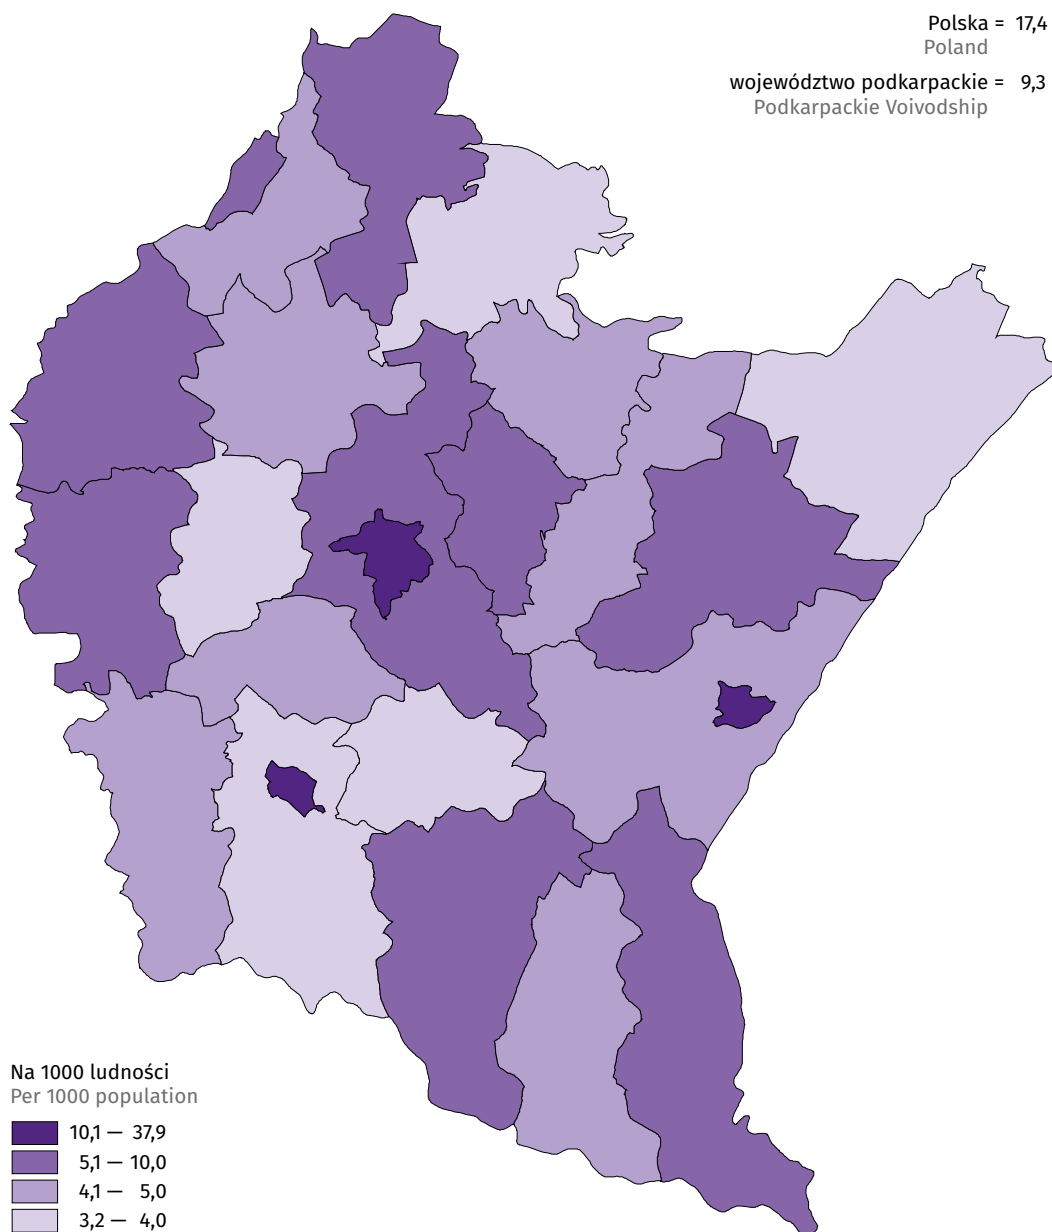 Polska = 17,4
Poland
województwo podkarpackie = 9,3
Podkarpackie Voivodship
Na 1000 ludności
Per 1000 population
10,1 — 37,9
5,1 — 10,0
4,1 — 5,0
3,2 — 4,0